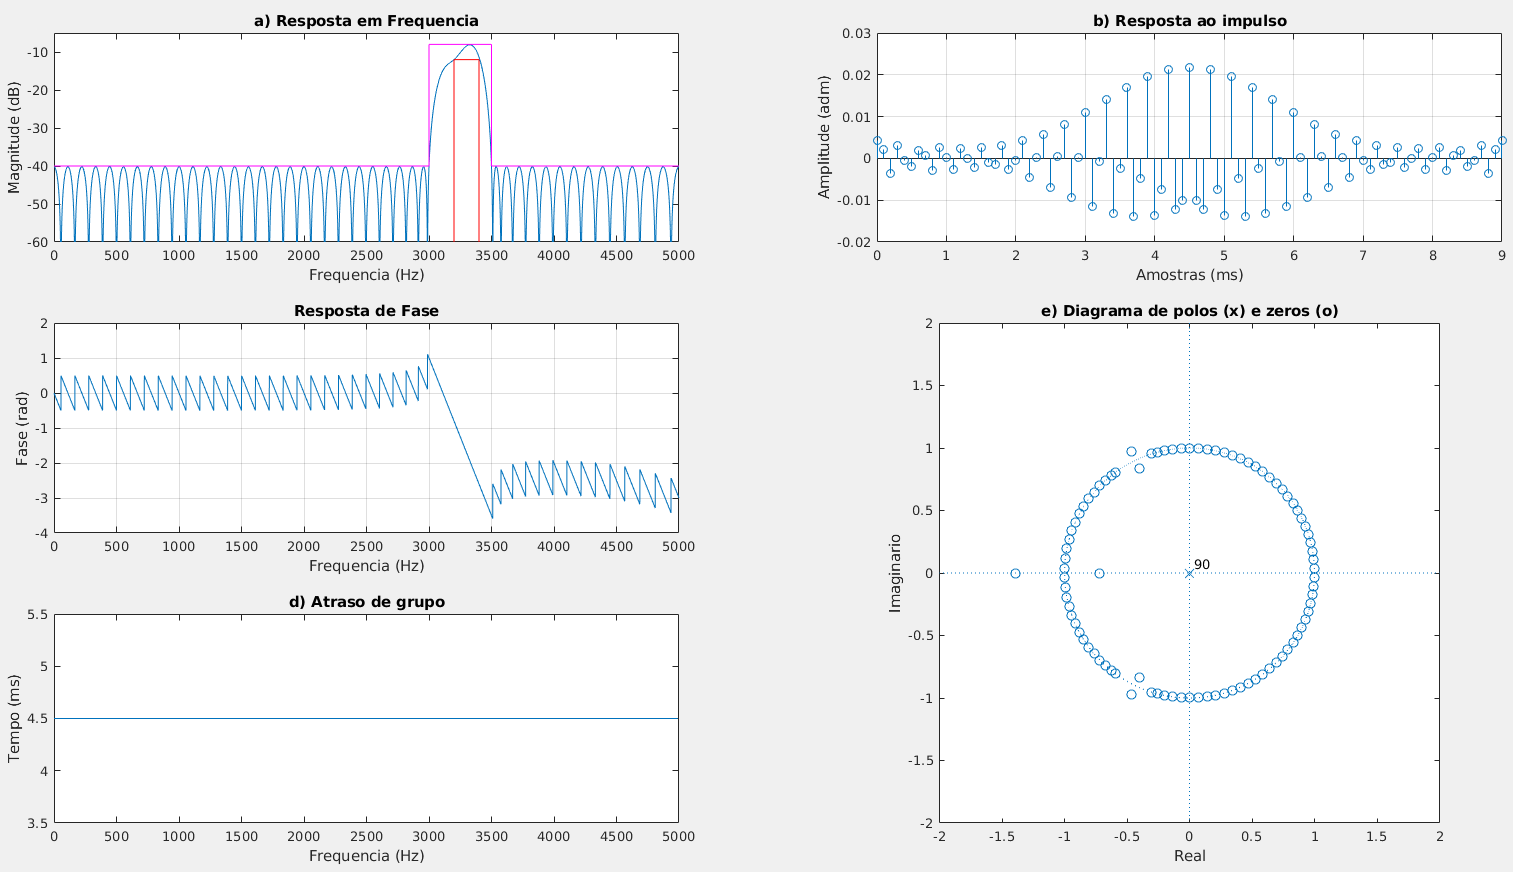 a) Resposta em Frequencia
-10
-20
-30
-40
-50
-60
Magnitude (dB)
0 500 1000 1500 2000 2500 3000 3500 4000 4500 5000
Frequencia (Hz)
b) Resposta ao impulso
0.03
0.02
0.01
0
-0.01
-0.02
Amplitude (adm)
0 1 2 3 4 5 6 7 8 9
Amostras (ms)
Resposta de Fase
2
1
0
-1
-2
-3
-4
Fase (rad)
0 500 1000 1500 2000 2500 3000 3500 4000 4500 5000
Frequencia (Hz)
d) Atraso de grupo
5.5
5
4.5
4
3.5
Tempo (ms)
0 500 1000 1500 2000 2500 3000 3500 4000 4500 5000
Frequencia (Hz)
e) Diagrama de polos (x) e zeros (o)
2
1.5
1
0.5
0
-0.5
-1
-1.5
-2
Imaginario
90
-2 -1.5 -1 -0.5 0 0.5 1 1.5 2
Real